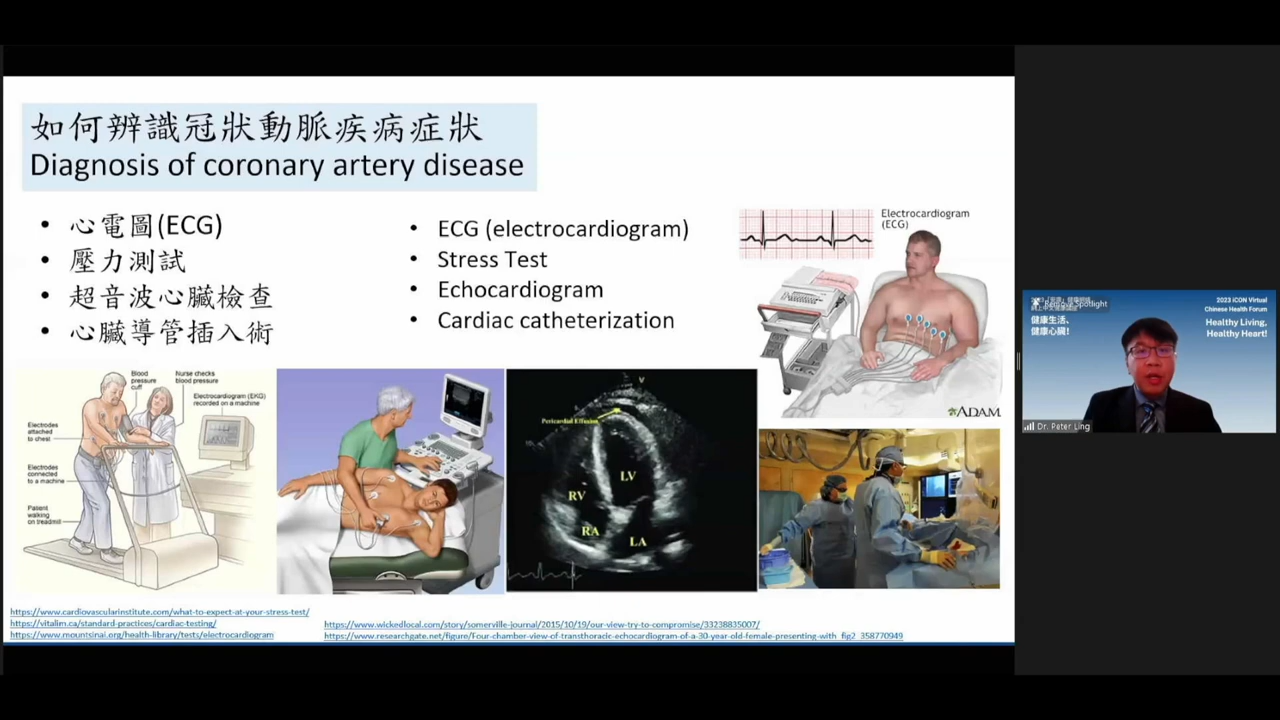 如何辨識冠狀動脈疾病症狀
Diagnosis of coronary artery disease
• 心電圖(ECG)
• 壓力測試
• 超音波心臟檢查
• 心臟導管插入術
• ECG (electrocardiogram)
• Stress Test
• Echocardiogram
• Cardiac catheterization
Electrocardiogram
(ECG)
ADAM
Blood
pressure
cuff
Nurse checks
blood pressure
Electrocardiogram (EKG)
recorded on a machine
Electrodes
attached
to chest
Electrodes
connected
to a machine
Patient
walking
on treadmill
V
Pericardial Effusion
LV
RV
RA
LA
https://www.cardiovascularinstitute.com/what-to-expect-at-your-stress-test/
https://vitalim.ca/standard-practices/cardiac-testing/
https://www.mountsinai.org/health-library/tests/electrocardiogram
https://www.wickedlocal.com/story/somerville-journal/2015/10/19/our-view-try-to-compromise/33238835007/
https://www.researchgate.net/figure/Four-chamber-view-of-transthoracic-echocardiogram-of-a-30-year-old-female-presenting-with_fig2_358770949
Spotlight
健康生活、
健康心臟!
2023 iCON Virtual
Chinese Health Forum
Healthy Living,
Healthy Heart!
Dr. Peter Ling